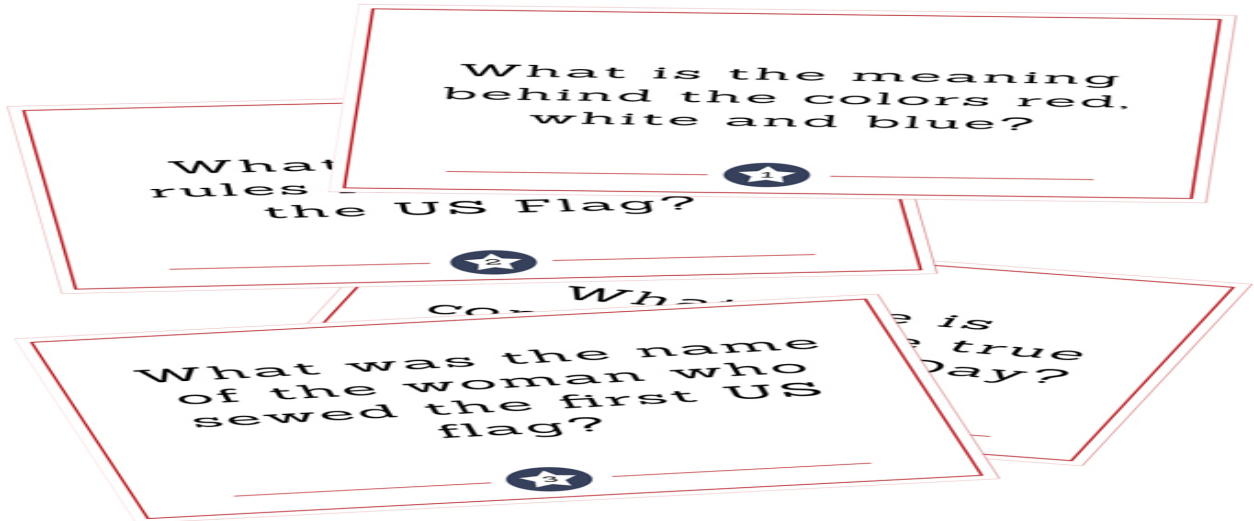 What is the meaning
behind the colors red,
white and blue?
1
What
rules
the US Flag?
2
What
is
true
Day?
What was the name
of the woman who
sewed the first US
flag?
3